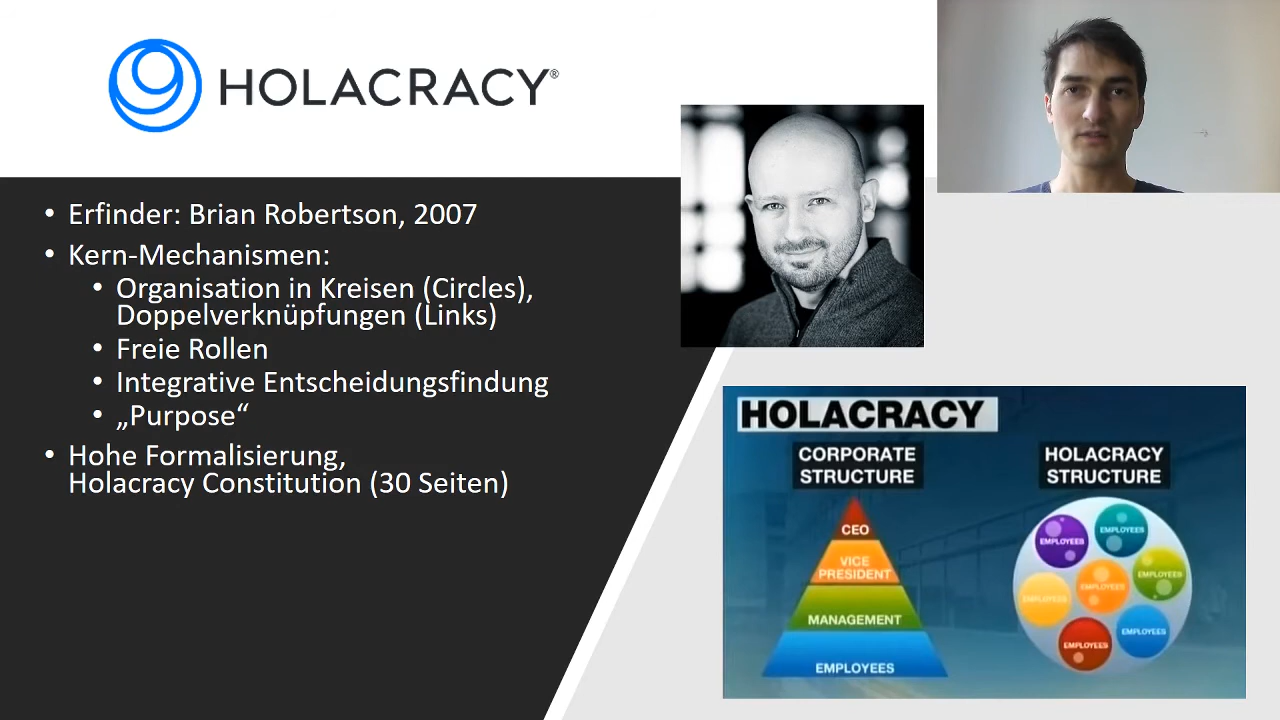 HOLACRACY®
• Erfinder: Brian Robertson, 2007
• Kern-Mechanismen:
• Organisation in Kreisen (Circles),
Doppelverknüpfungen (Links)
• Freie Rollen
• Integrative Entscheidungsfindung
• „Purpose“
• Hohe Formalisierung,
Holacracy Constitution (30 Seiten)
HOLACRACY
CORPORATE
STRUCTURE
CEO
VICE
PRESIDENT
MANAGEMENT
EMPLOYEES
HOLACRACY
STRUCTURE
EMPLOYEES
EMPLOYEES
EMPLOYEES
EMPLOYEES
EMPLOYEES
EMPLOYEES
EMPLOYEES